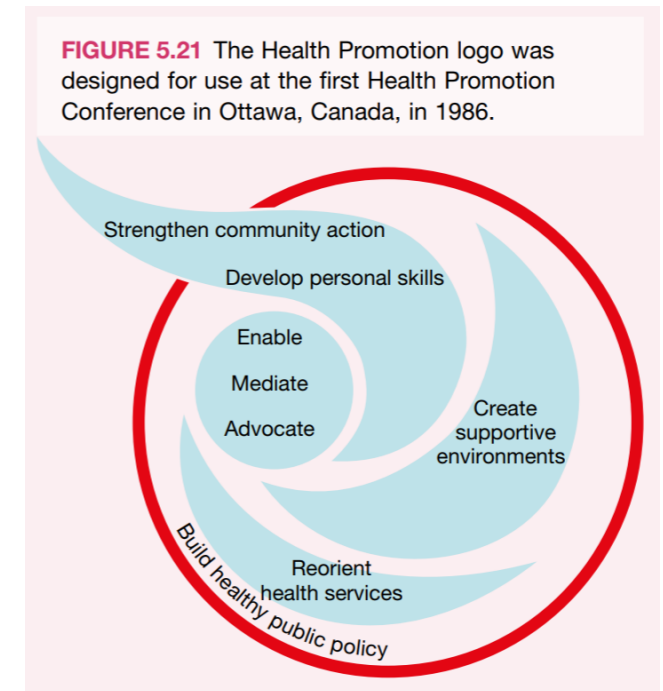 FIGURE 5.21 The Health Promotion logo was
designed for use at the first Health Promotion
Conference in Ottawa, Canada, in 1986.
Strengthen community action
Develop personal skills
Enable
Mediate
Advocate
Create
supportive
environments
Reorient
health services
Build healthy public policy